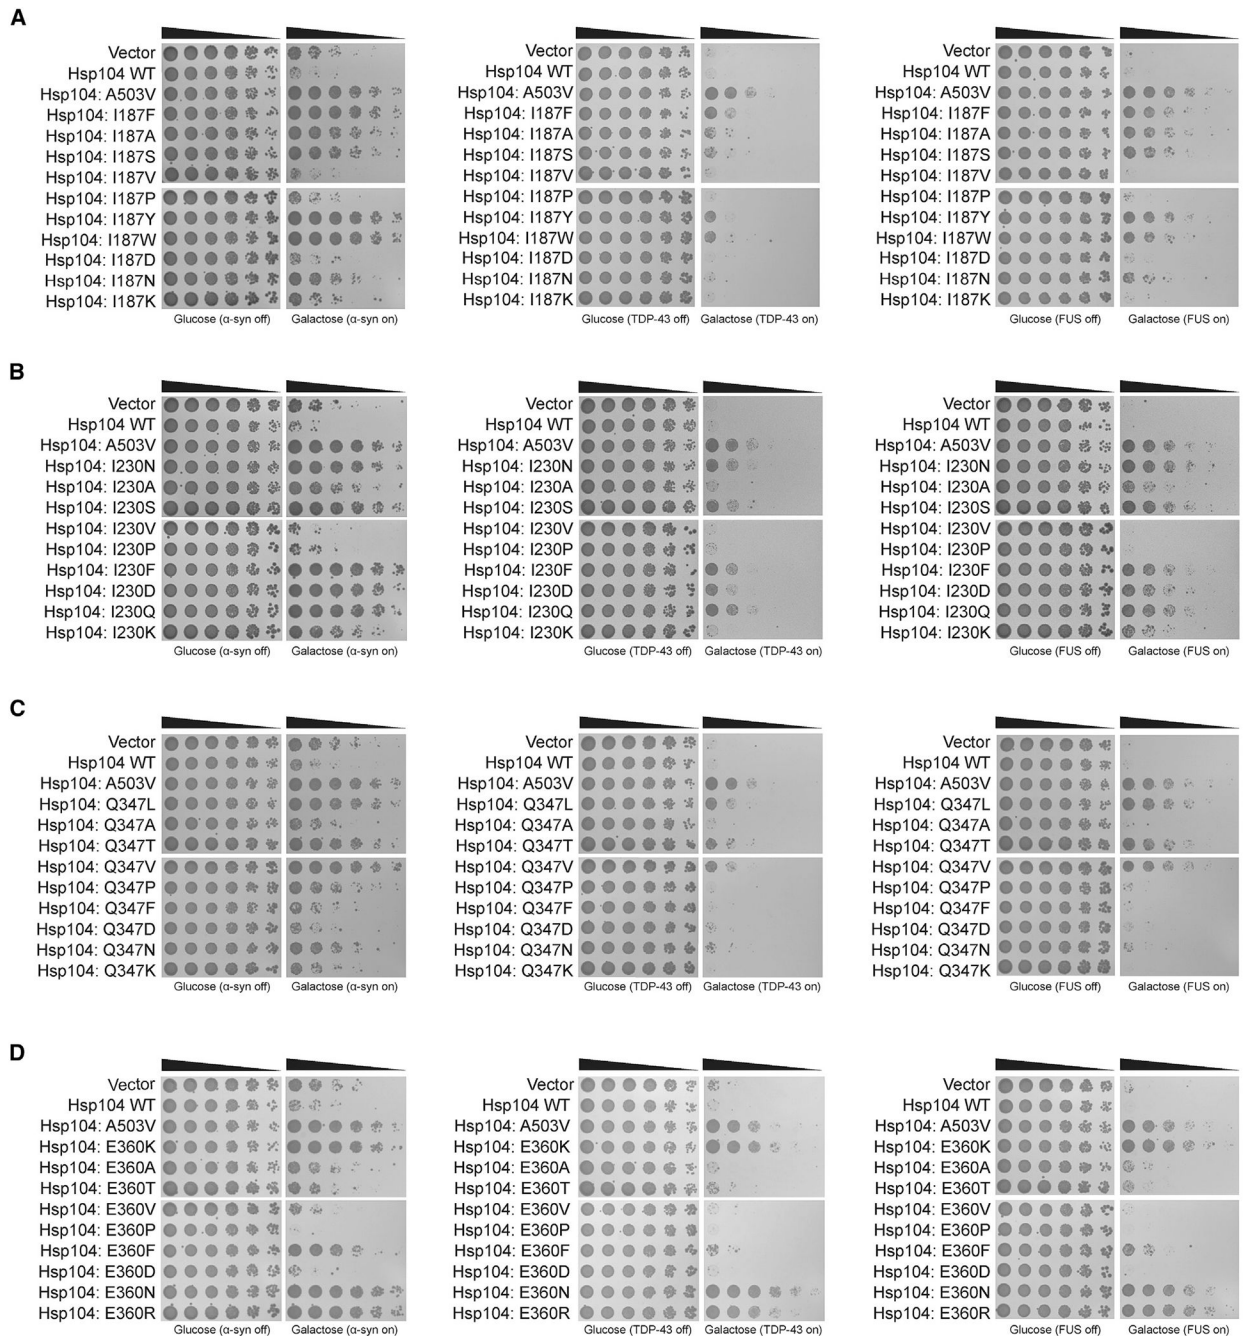 A
Vector
Hsp104 WT
Hsp104: A503V
Hsp104: I187F
Hsp104: I187A
Hsp104: I187S
Hsp104: I187V
Hsp104: I187P
Hsp104: I187Y
Hsp104: I187W
Hsp104: I187D
Hsp104: I187N
Hsp104: I187K
Glucose (α-syn off) Galactose (α-syn on)
Vector
Hsp104 WT
Hsp104: A503V
Hsp104: I187F
Hsp104: I187A
Hsp104: I187S
Hsp104: I187V
Hsp104: I187P
Hsp104: I187Y
Hsp104: I187W
Hsp104: I187D
Hsp104: I187N
Hsp104: I187K
Glucose (TDP-43 off) Galactose (TDP-43 on)
Vector
Hsp104 WT
Hsp104: A503V
Hsp104: I187F
Hsp104: I187A
Hsp104: I187S
Hsp104: I187V
Hsp104: I187P
Hsp104: I187Y
Hsp104: I187W
Hsp104: I187D
Hsp104: I187N
Hsp104: I187K
Glucose (FUS off) Galactose (FUS on)
B
Vector
Hsp104 WT
Hsp104: A503V
Hsp104: I230N
Hsp104: I230A
Hsp104: I230S
Hsp104: I230V
Hsp104: I230P
Hsp104: I230F
Hsp104: I230D
Hsp104: I230Q
Hsp104: I230K
Glucose (α-syn off) Galactose (α-syn on)
Vector
Hsp104 WT
Hsp104: A503V
Hsp104: I230N
Hsp104: I230A
Hsp104: I230S
Hsp104: I230V
Hsp104: I230P
Hsp104: I230F
Hsp104: I230D
Hsp104: I230Q
Hsp104: I230K
Glucose (TDP-43 off) Galactose (TDP-43 on)
Vector
Hsp104 WT
Hsp104: A503V
Hsp104: I230N
Hsp104: I230A
Hsp104: I230S
Hsp104: I230V
Hsp104: I230P
Hsp104: I230F
Hsp104: I230D
Hsp104: I230Q
Hsp104: I230K
Glucose (FUS off) Galactose (FUS on)
C
Vector
Hsp104 WT
Hsp104: A503V
Hsp104: Q347L
Hsp104: Q347A
Hsp104: Q347T
Hsp104: Q347V
Hsp104: Q347P
Hsp104: Q347F
Hsp104: Q347D
Hsp104: Q347N
Hsp104: Q347K
Glucose (α-syn off) Galactose (α-syn on)
Vector
Hsp104 WT
Hsp104: A503V
Hsp104: Q347L
Hsp104: Q347A
Hsp104: Q347T
Hsp104: Q347V
Hsp104: Q347P
Hsp104: Q347F
Hsp104: Q347D
Hsp104: Q347N
Hsp104: Q347K
Glucose (TDP-43 off) Galactose (TDP-43 on)
Vector
Hsp104 WT
Hsp104: A503V
Hsp104: Q347L
Hsp104: Q347A
Hsp104: Q347T
Hsp104: Q347V
Hsp104: Q347P
Hsp104: Q347F
Hsp104: Q347D
Hsp104: Q347N
Hsp104: Q347K
Glucose (FUS off) Galactose (FUS on)
D
Vector
Hsp104 WT
Hsp104: A503V
Hsp104: E360K
Hsp104: E360A
Hsp104: E360T
Hsp104: E360V
Hsp104: E360P
Hsp104: E360F
Hsp104: E360D
Hsp104: E360N
Hsp104: E360R
Glucose (α-syn off) Galactose (α-syn on)
Vector
Hsp104 WT
Hsp104: A503V
Hsp104: E360K
Hsp104: E360A
Hsp104: E360T
Hsp104: E360V
Hsp104: E360P
Hsp104: E360F
Hsp104: E360D
Hsp104: E360N
Hsp104: E360R
Glucose (TDP-43 off) Galactose (TDP-43 on)
Vector
Hsp104 WT
Hsp104: A503V
Hsp104: E360K
Hsp104: E360A
Hsp104: E360T
Hsp104: E360V
Hsp104: E360P
Hsp104: E360F
Hsp104: E360D
Hsp104: E360N
Hsp104: E360R
Glucose (FUS off) Galactose (FUS on)